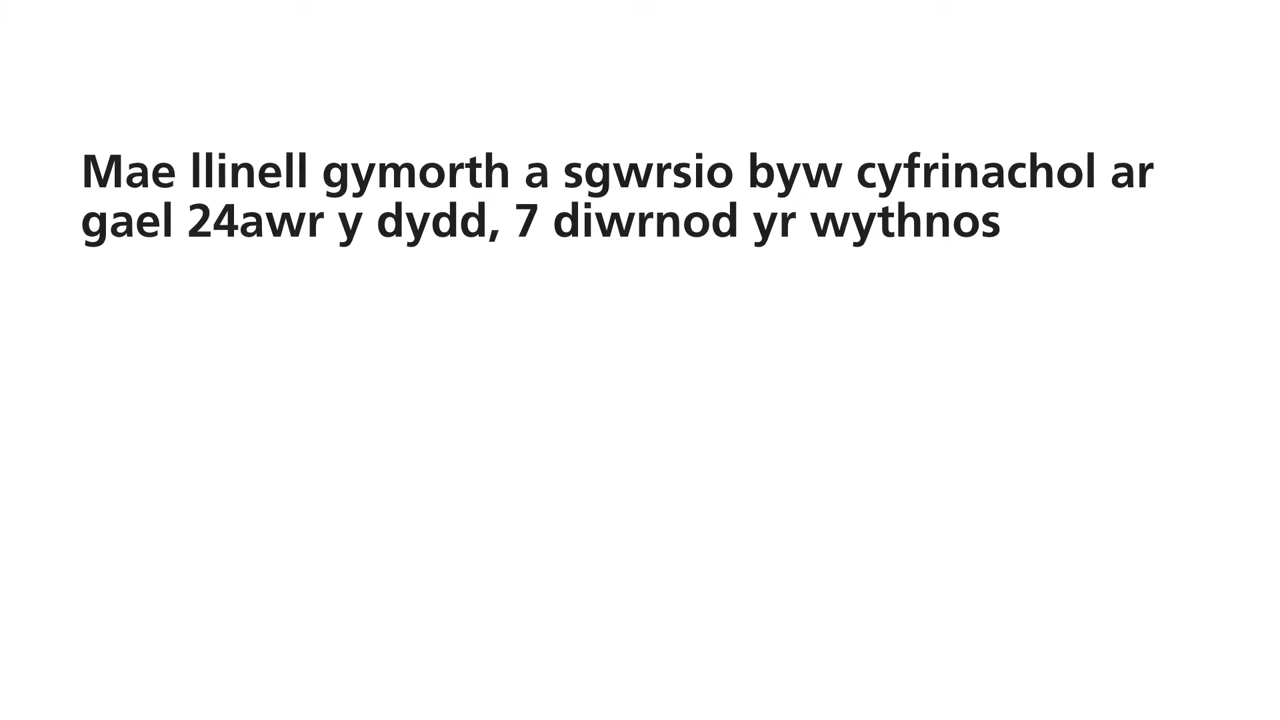 Mae llinell gymorth a sgwrsio byw cyfrinachol ar
gael 24awr y dydd, 7 diwrnod yr wythnos